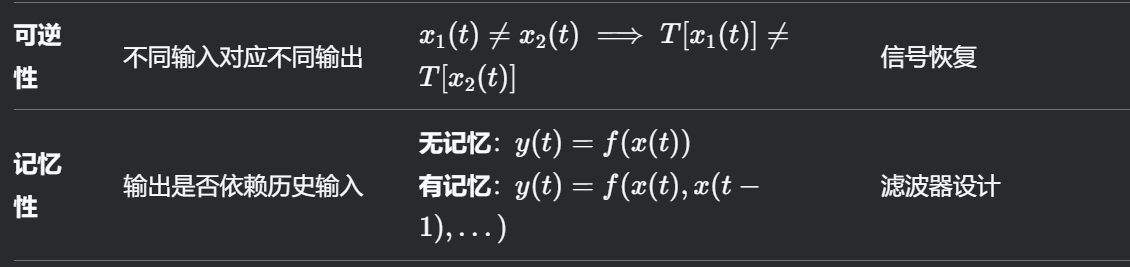 可逆性 不同输入对应不同输出 x₁(t) ≠ x₂(t) ⟹ T[x₁(t)] ≠ T[x₂(t)] 信号恢复
记忆性 输出是否依赖历史输入 无记忆：y(t) = f(x(t))
有记忆：y(t) = f(x(t), x(t − 1), …) 滤波器设计